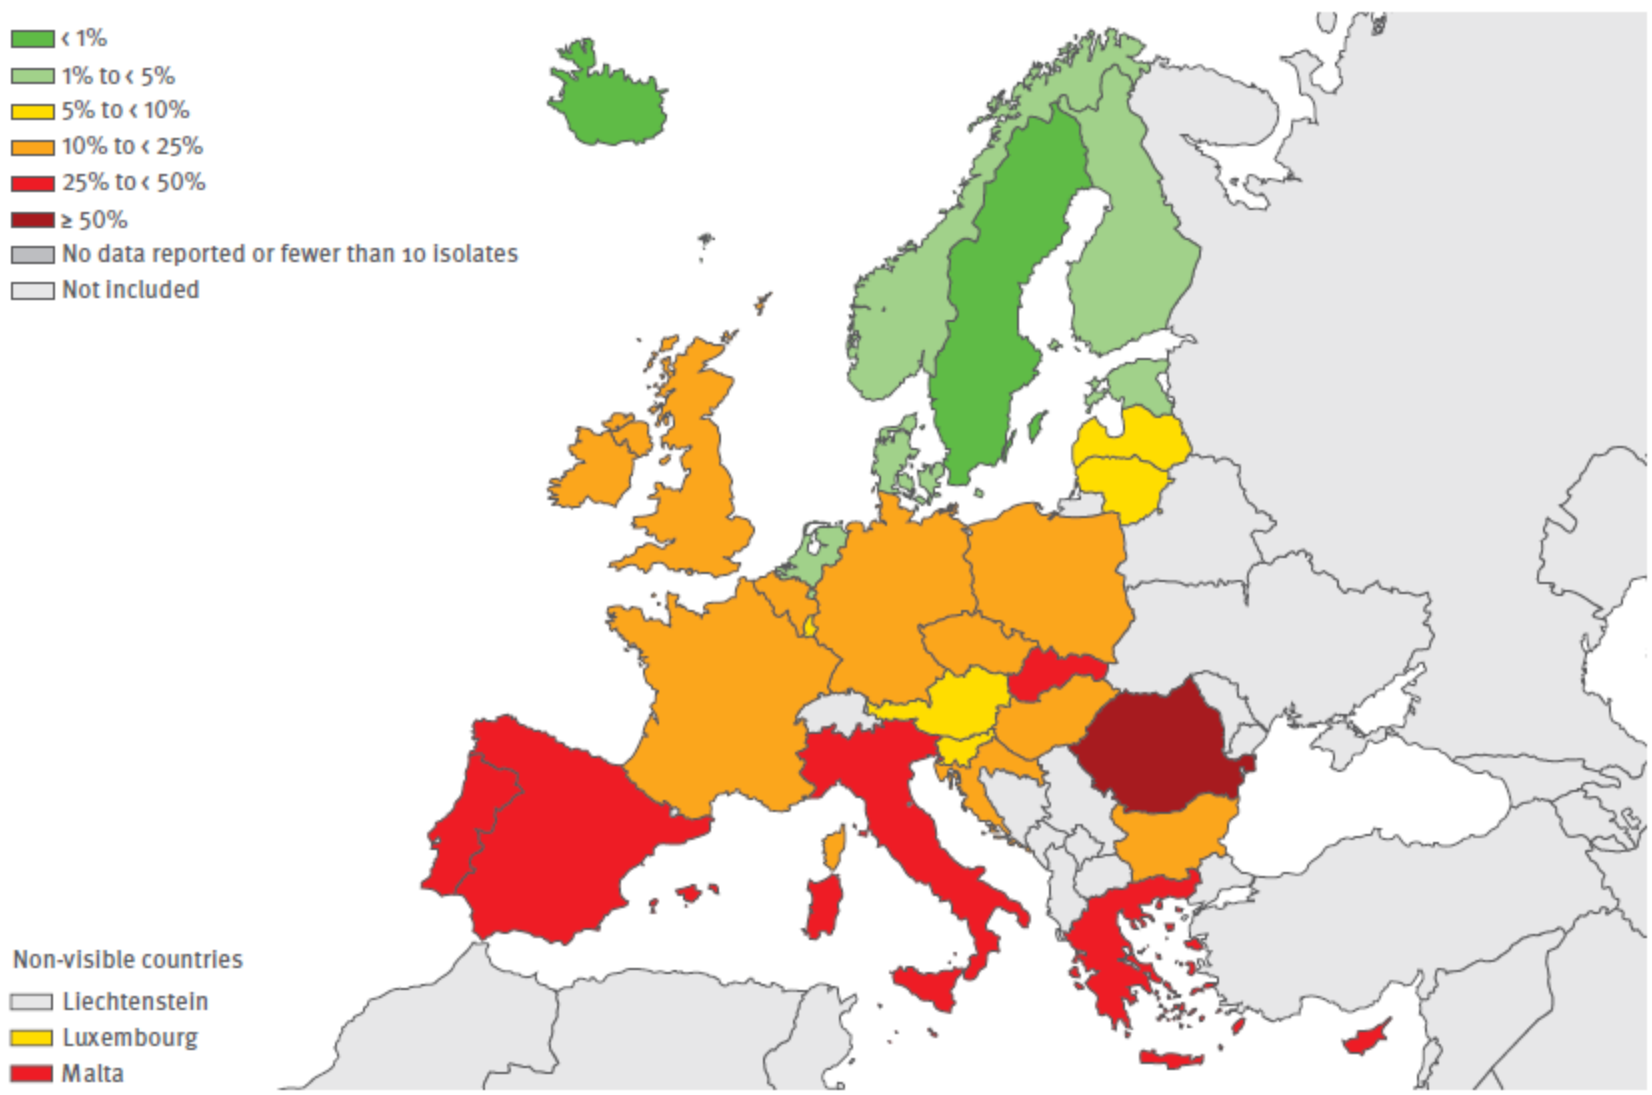 < 1%
1% to < 5%
5% to < 10%
10% to < 25%
25% to < 50%
≥ 50%
No data reported or fewer than 10 isolates
Not included
Non-visible countries
Liechtenstein
Luxembourg
Malta